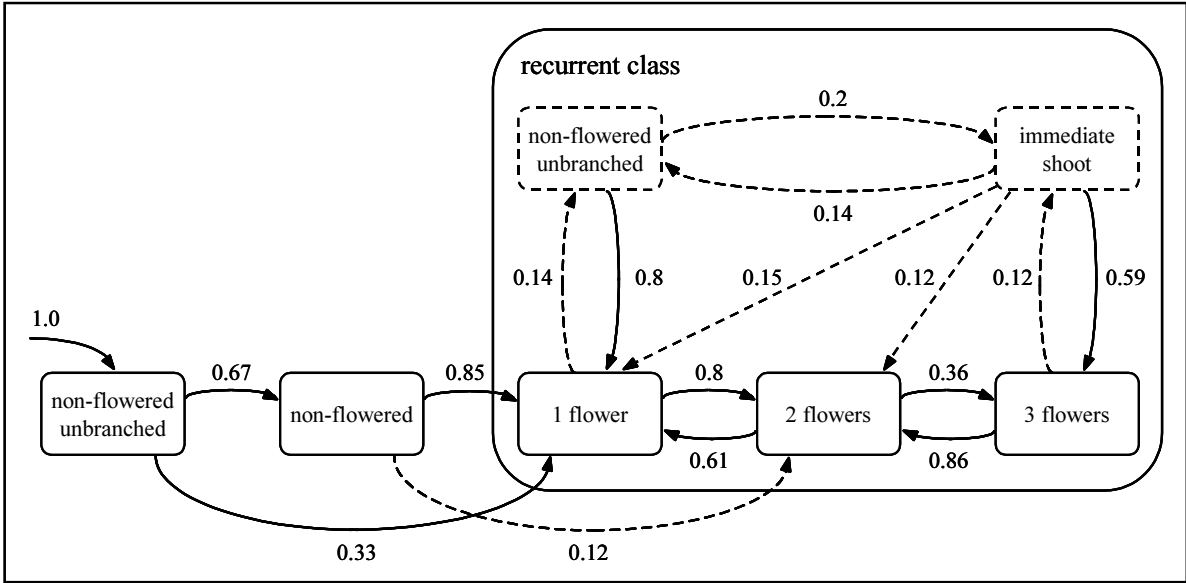 recurrent class
0.2
non-flowered
unbranched
immediate
shoot
0.14
0.14
0.8
0.15
0.12
0.12
0.59
1.0
0.67
0.85
0.8
0.36
non-flowered
unbranched
non-flowered
1 flower
2 flowers
3 flowers
0.61
0.86
0.33
0.12